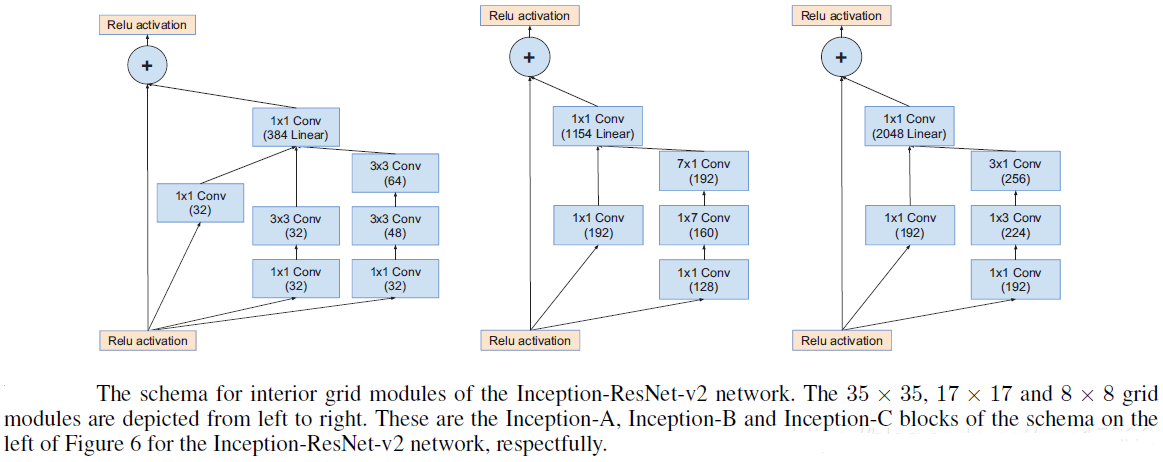 Relu activation
+
1x1 Conv
(384 Linear)
3x3 Conv
(64)
1x1 Conv
(32)
3x3 Conv
(32)
3x3 Conv
(48)
1x1 Conv
(32)
1x1 Conv
(32)
Relu activation
Relu activation
+
1x1 Conv
(1154 Linear)
7x1 Conv
(192)
1x1 Conv
(192)
1x7 Conv
(160)
1x1 Conv
(128)
Relu activation
Relu activation
+
1x1 Conv
(2048 Linear)
3x1 Conv
(256)
1x1 Conv
(192)
1x3 Conv
(224)
1x1 Conv
(192)
Relu activation
The schema for interior grid modules of the Inception-ResNet-v2 network. The 35 × 35, 17 × 17 and 8 × 8 grid
modules are depicted from left to right. These are the Inception-A, Inception-B and Inception-C blocks of the schema on the
left of Figure 6 for the Inception-ResNet-v2 network, respectfully.